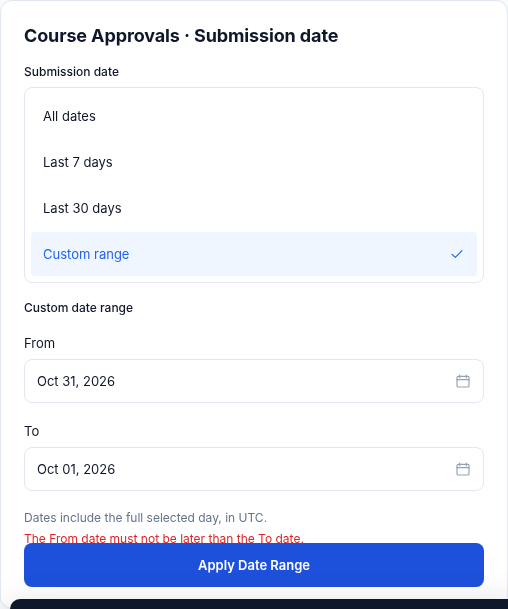 Course Approvals · Submission date
Submission date
All dates
Last 7 days
Last 30 days
Custom range
Custom date range
From
Oct 31, 2026
To
Oct 01, 2026
Dates include the full selected day, in UTC.
The From date must not be later than the To date.
Apply Date Range